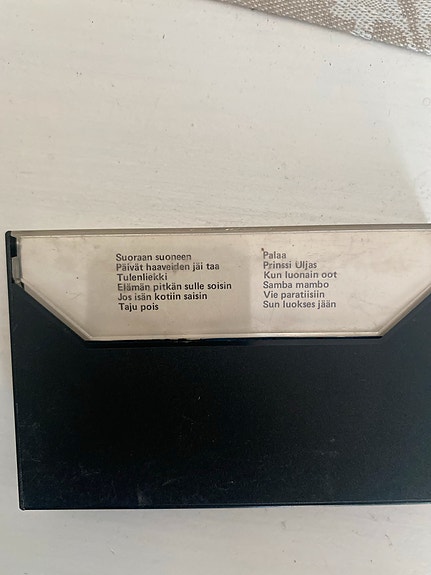 Suoraan suoneen
Päivät haaveiden jäi taa
Tulenliekki
Elämän pitkän sulle soisin
Jos isän kotiin saisin
Taju pois
Palaa
Prinssi Uljas
Kun luonain oot
Samba mambo
Vie paratiisiin
Sun luokses jään